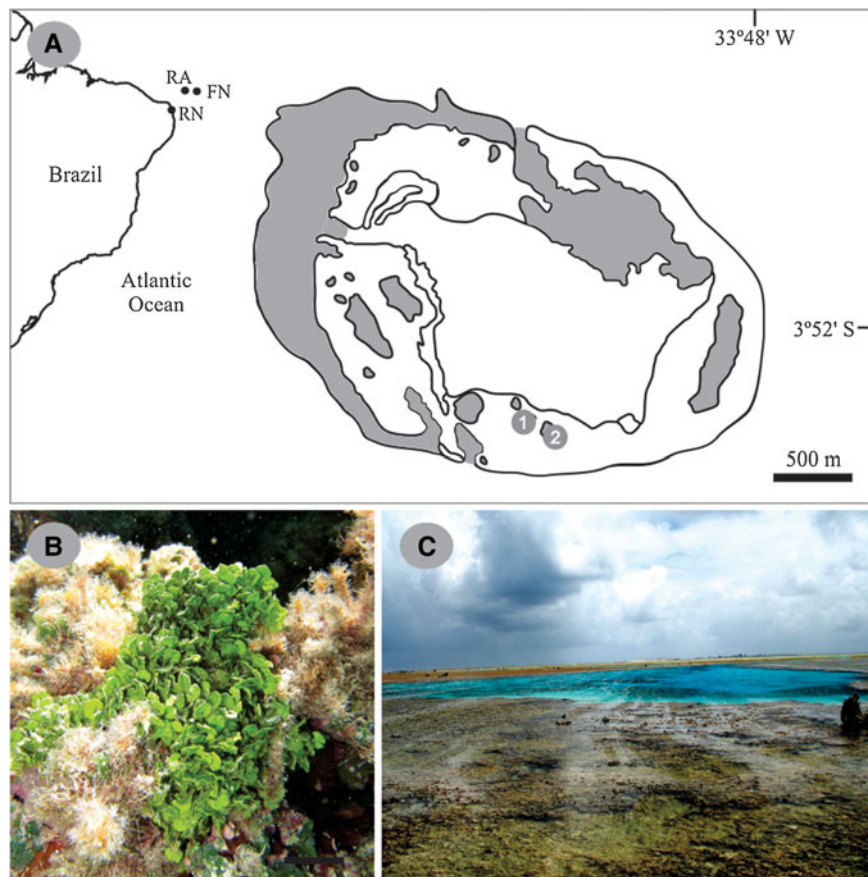 A
33°48' W
RA
FN
RN
Brazil
Atlantic
Ocean
3°52' S
1
2
500 m
B
C